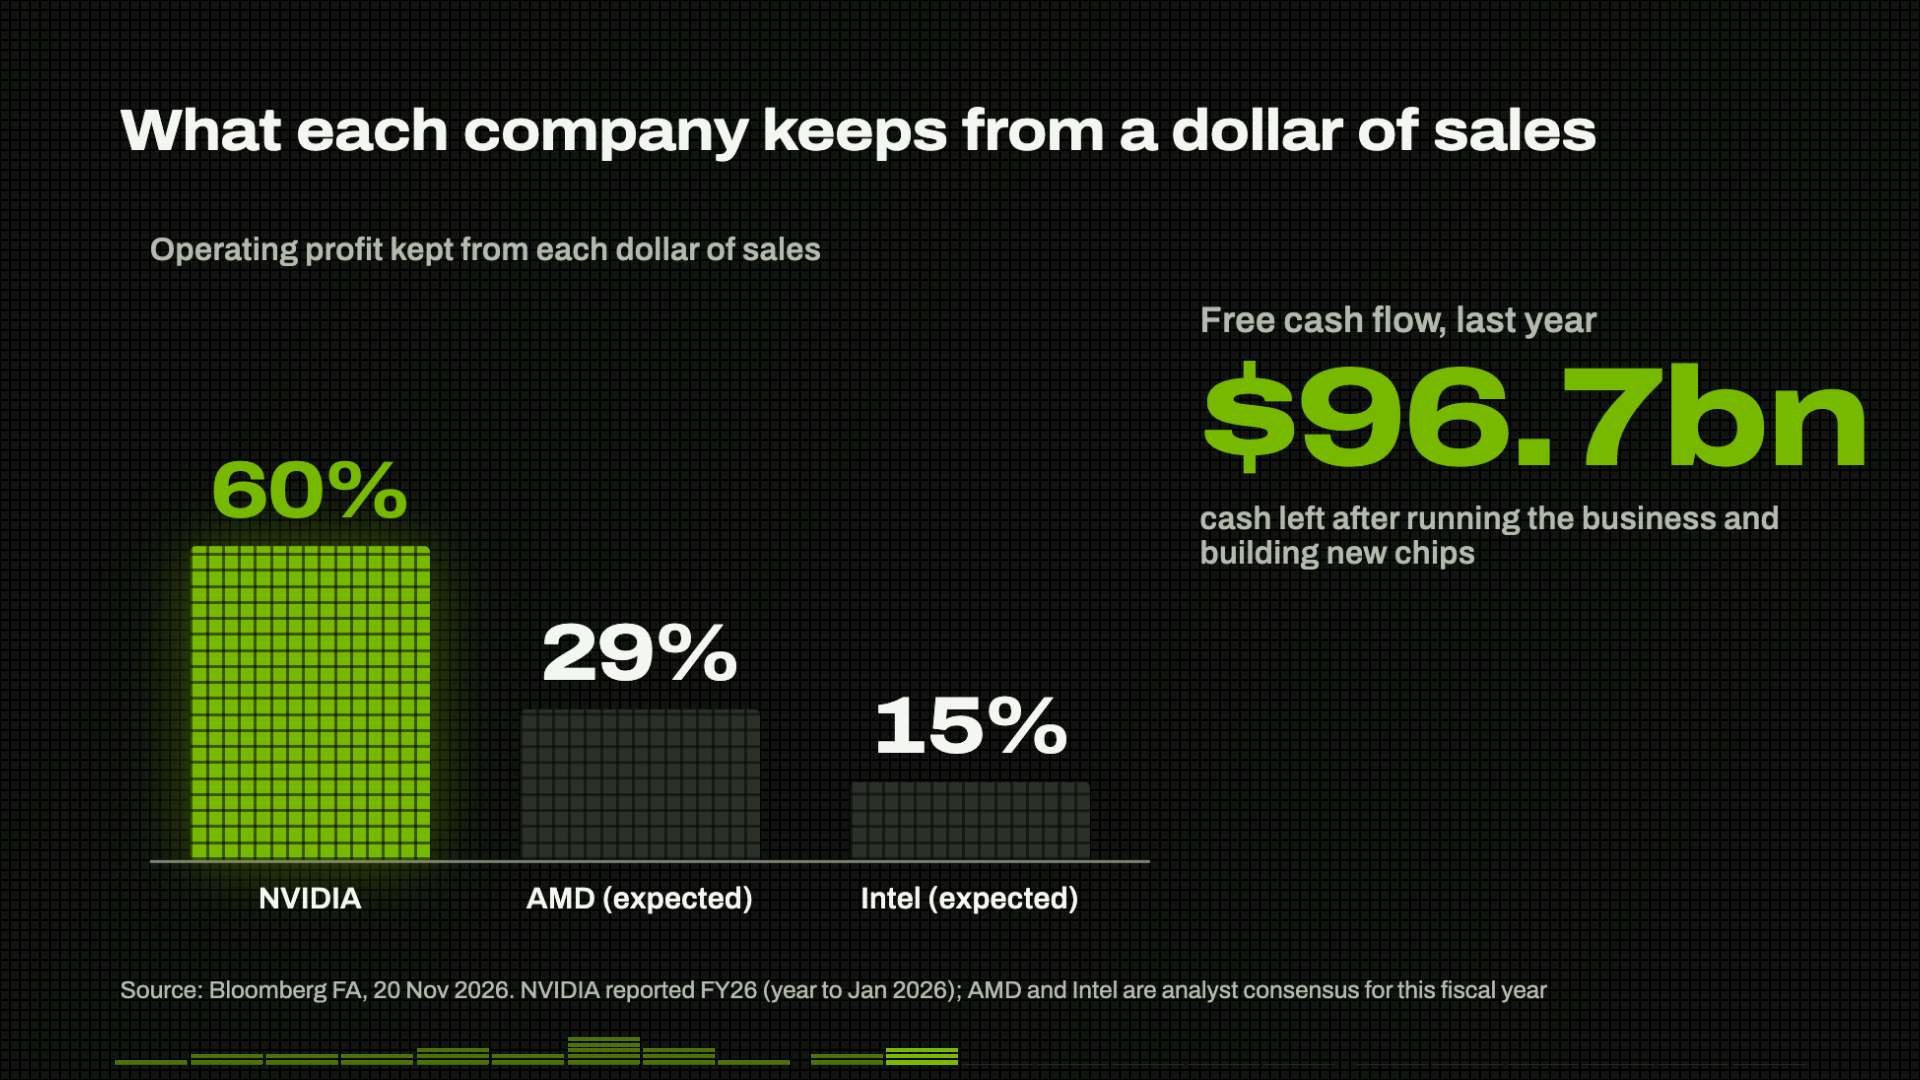 What each company keeps from a dollar of sales
Operating profit kept from each dollar of sales
Free cash flow, last year
$96.7bn
cash left after running the business and
building new chips
60%
29%
15%
NVIDIA
AMD (expected)
Intel (expected)
Source: Bloomberg FA, 20 Nov 2026. NVIDIA reported FY26 (year to Jan 2026); AMD and Intel are analyst consensus for this fiscal year